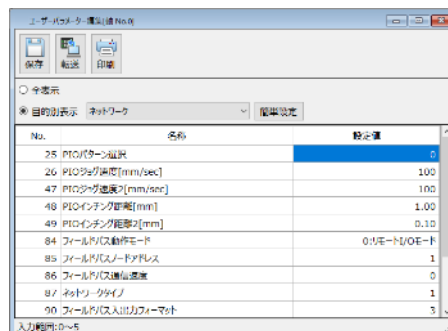 ユーザーパラメーター編集[軸 No.0]
保存 転送 印刷
全表示
目的別表示 ネットワーク 簡単設定
No. 名称 設定値
25 PIOパターン選択 0
26 PIOジョグ速度[mm/sec] 100
47 PIOジョグ速度2[mm/sec] 100
48 PIOインチング距離[mm] 1.00
49 PIOインチング距離2[mm] 0.10
84 フィールドバス動作モード 0:リモートI/Oモード
85 フィールドバスノードアドレス 1
86 フィールドバス通信速度 0
87 ネットワークタイプ 1
90 フィールドバス入出力フォーマット 3
入力範囲:0～5